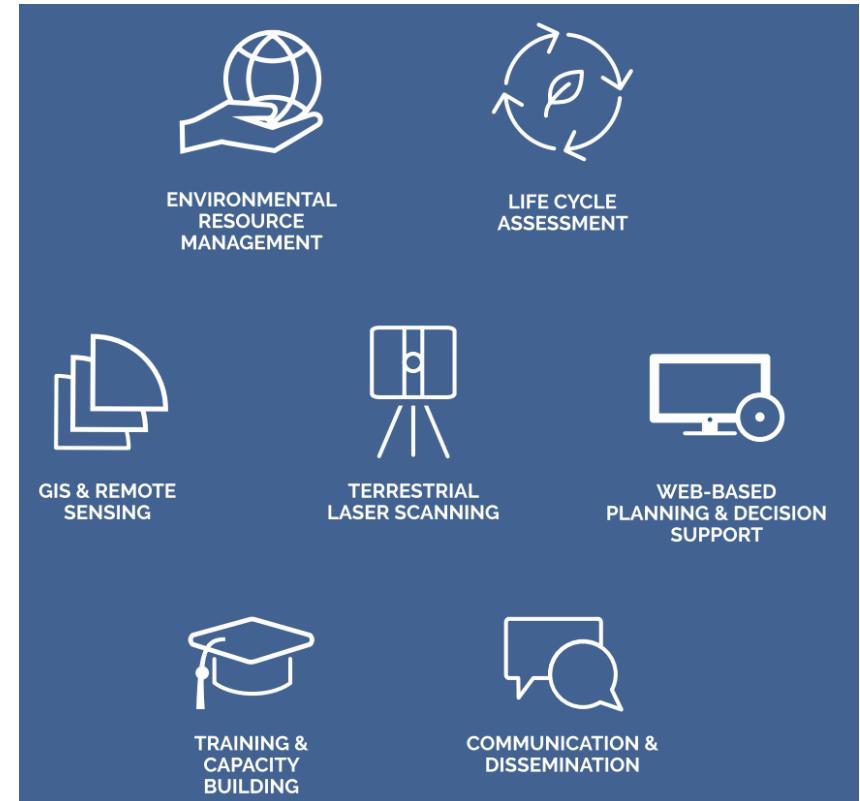 ENVIRONMENTAL
RESOURCE
MANAGEMENT
LIFE CYCLE
ASSESSMENT
GIS & REMOTE
SENSING
TERRESTRIAL
LASER SCANNING
WEB-BASED
PLANNING & DECISION
SUPPORT
TRAINING &
CAPACITY
BUILDING
COMMUNICATION &
DISSEMINATION